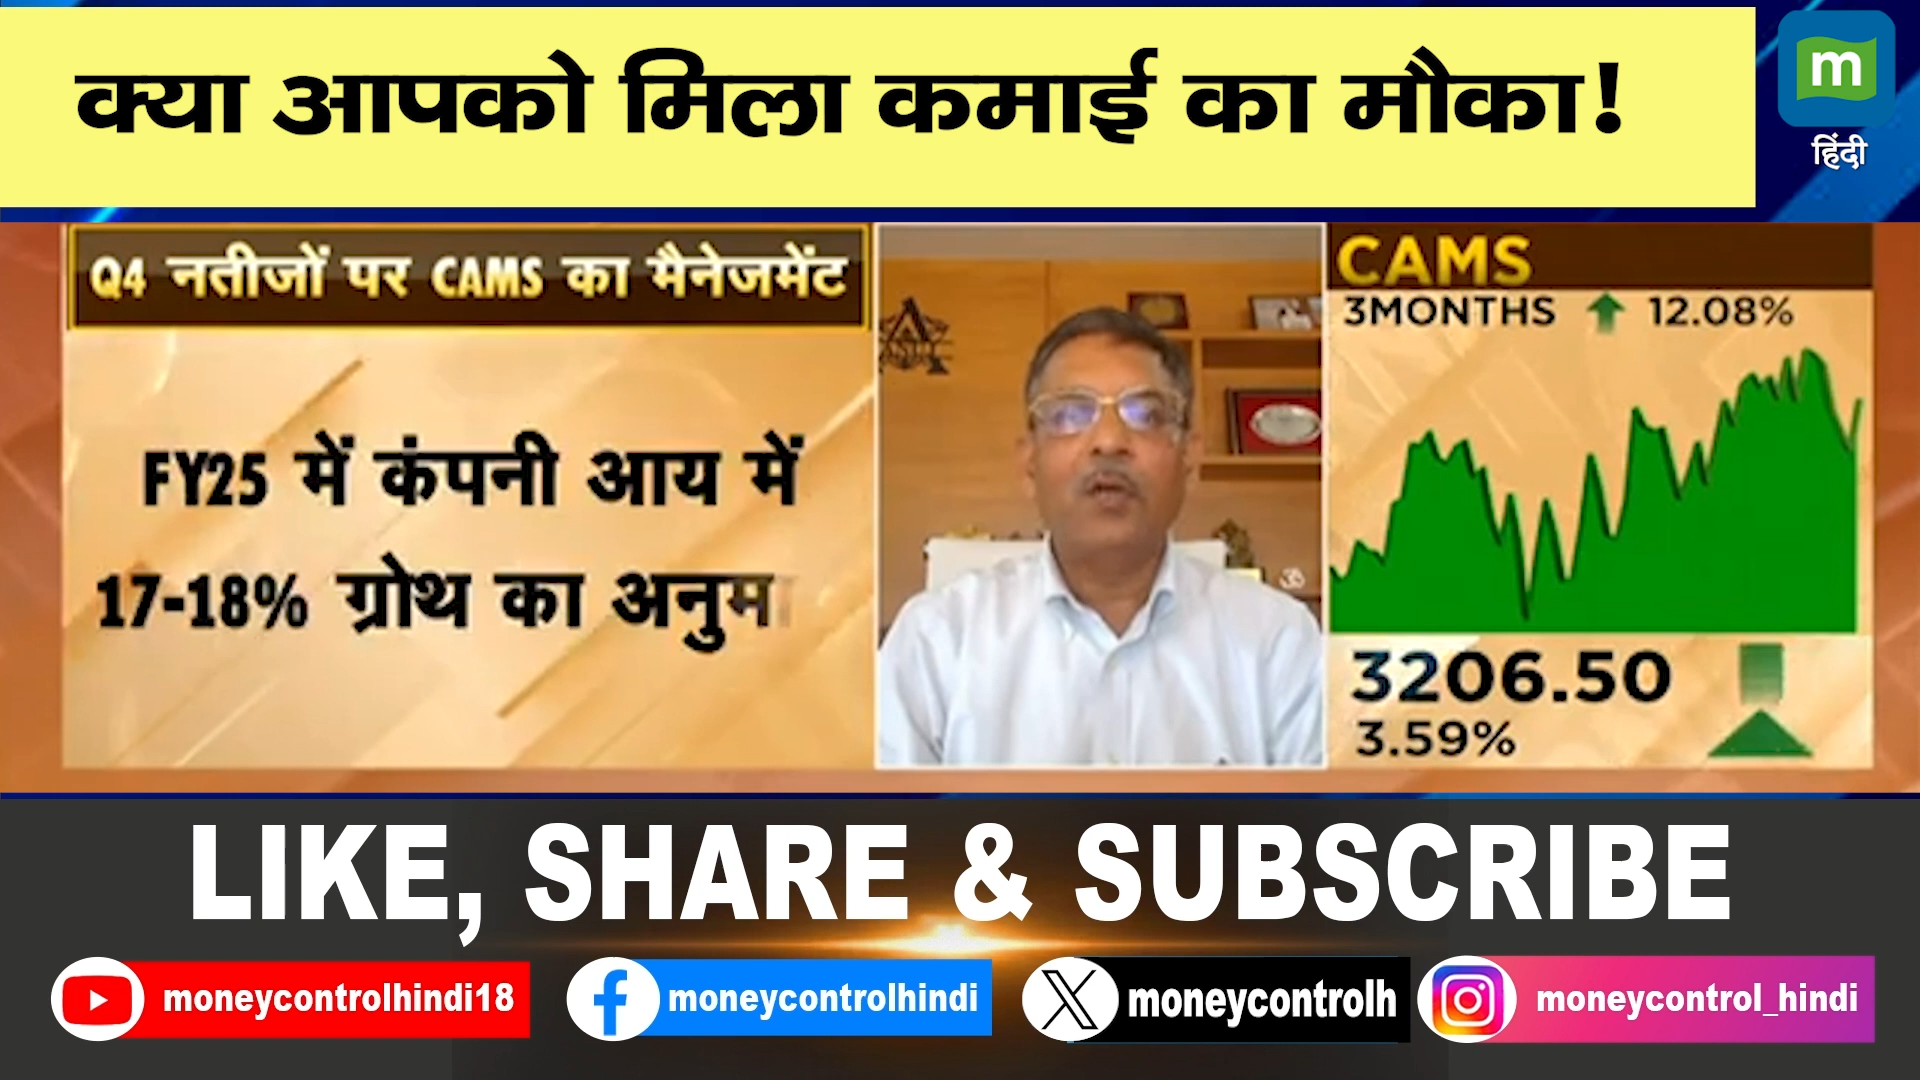 क्या आपको मिला कमाई का मौका!
m
हिंदी
Q4 नतीजों पर CAMS का मैनेजमेंट
FY25 में कंपनी आय में
17-18% ग्रोथ का अनुम
CAMS
3MONTHS 12.08%
3206.50
3.59%
LIKE, SHARE & SUBSCRIBE
moneycontrolhindi18
moneycontrolhindi
moneycontrolh
moneycontrol_hindi